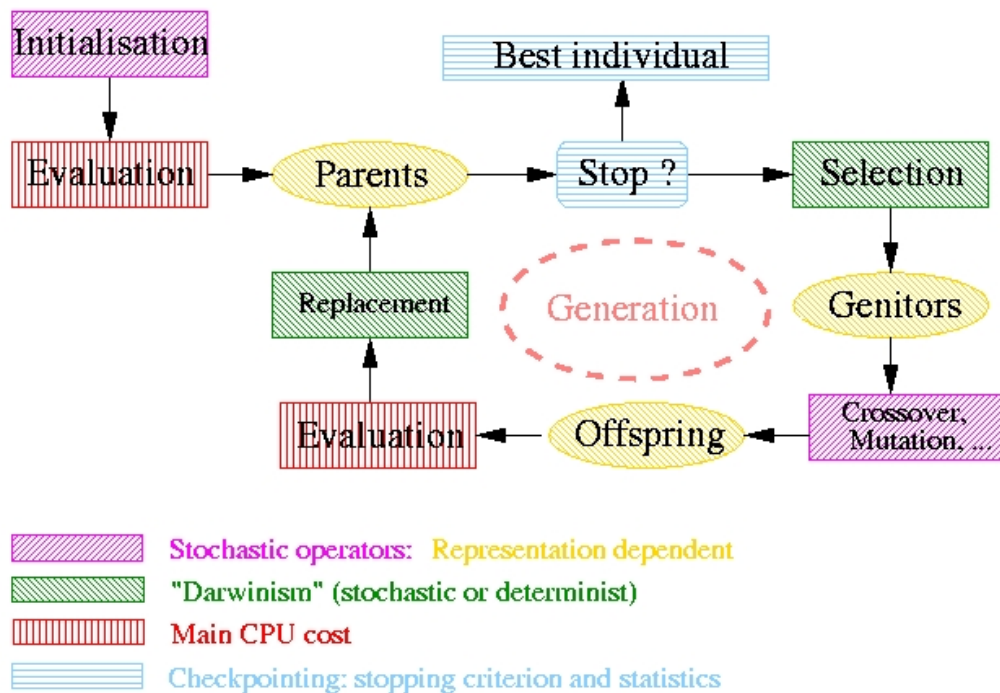 Initialisation
Best individual
Evaluation
Parents
Stop ?
Selection
Replacement
Generation
Genitors
Evaluation
Offspring
Crossover,
Mutation, ...
Stochastic operators: Representation dependent
"Darwinism" (stochastic or determinist)
Main CPU cost
Checkpointing: stopping criterion and statistics